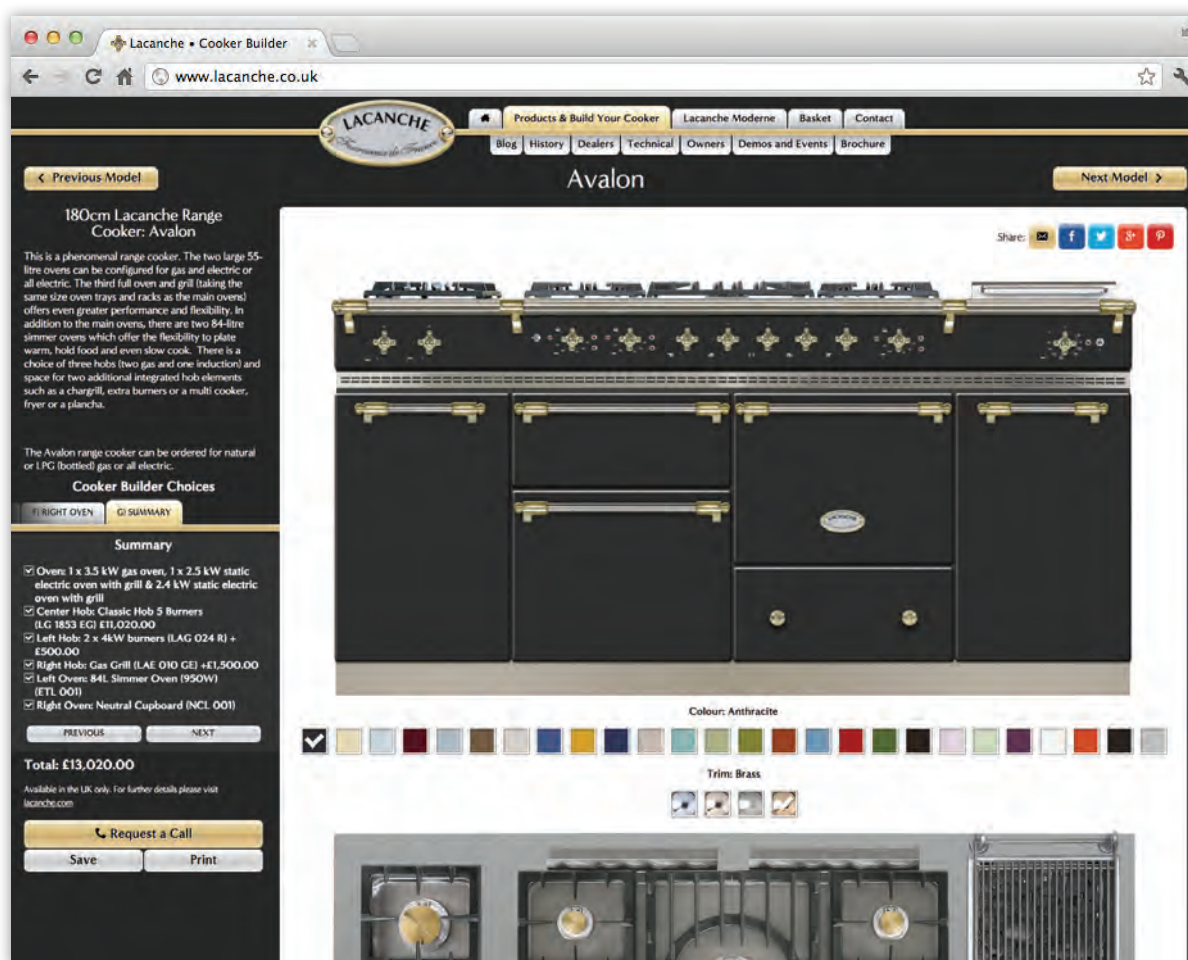 Lacanche • Cooker Builder
www.lacanche.co.uk
LACANCHE
Products & Build Your Cooker
Lacanche Moderne
Basket
Contact
Blog
History
Dealers
Technical
Owners
Demos and Events
Brochure
Previous Model
Avalon
Next Model
180cm Lacanche Range
Cooker: Avalon
This is a phenomenal range cooker. The two large 55-
litre ovens can be configured for gas and electric or
all electric. The third full oven and grill (taking the
same size oven trays and racks as the main ovens)
offers even greater performance and flexibility. In
addition to the main ovens, there are two 84-litre
simmer ovens which offer the flexibility to plate
warm, hold food and even slow cook. There is a
choice of three hobs (two gas and one induction) and
space for two additional integrated hob elements
such as a chargrill, extra burners or a multi cooker,
fryer or a plancha.
The Avalon range cooker can be ordered for natural
or LPG (bottled) gas or all electric.
Cooker Builder Choices
F) RIGHT OVEN
G) SUMMARY
Summary
Oven: 1 x 3.5 kW gas oven, 1 x 2.5 kW static
electric oven with grill & 2.4 kW static electric
oven with grill
Center Hob: Classic Hob 5 Burners
(LG 1853 EG) £11,020.00
Left Hob: 2 x 4kW burners (LAG 024 R) +
£500.00
Right Hob: Gas Grill (LAE 010 GE) +£1,500.00
Left Oven: 84L Simmer Oven (950W)
(ETL 001)
Right Oven: Neutral Cupboard (NCL 001)
PREVIOUS
NEXT
Total: £13,020.00
Available in the UK only. For further details please visit
lacanche.com
Request a Call
Save
Print
Share:
LACANCHE
Colour: Anthracite
Trim: Brass